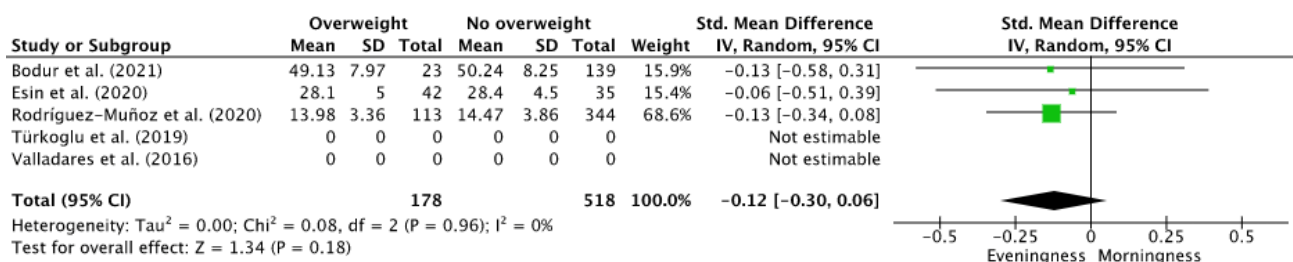 Overweight No overweight Std. Mean Difference Std. Mean Difference
Study or Subgroup Mean SD Total Mean SD Total Weight IV, Random, 95% CI IV, Random, 95% CI
Bodur et al. (2021) 49.13 7.97 23 50.24 8.25 139 15.9% -0.13 [-0.58, 0.31]
Esin et al. (2020) 28.1 5 42 28.4 4.5 35 15.4% -0.06 [-0.51, 0.39]
Rodríguez-Muñoz et al. (2020) 13.98 3.36 113 14.47 3.86 344 68.6% -0.13 [-0.34, 0.08]
Türkoglu et al. (2019) 0 0 0 0 0 0 Not estimable
Valladares et al. (2016) 0 0 0 0 0 0 Not estimable
Total (95% CI) 178 518 100.0% -0.12 [-0.30, 0.06]
Heterogeneity: Tau² = 0.00; Chi² = 0.08, df = 2 (P = 0.96); I² = 0%
Test for overall effect: Z = 1.34 (P = 0.18)
-0.5 -0.25 0 0.25 0.5
Eveningness Morningness